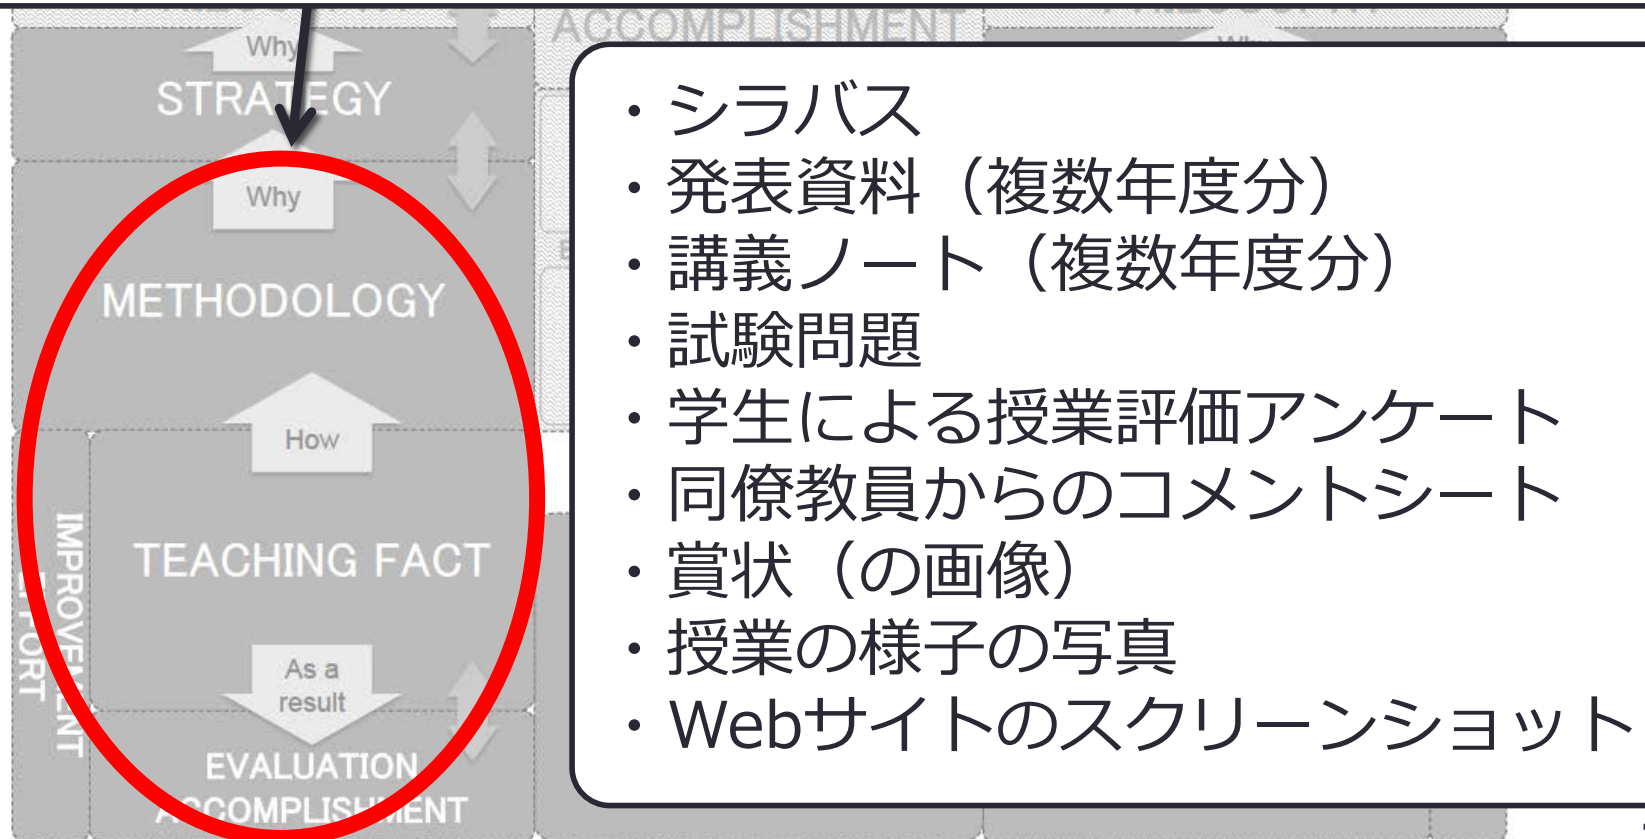 ACCOMPLISHMENT
Why
STRATEGY
Why
METHODOLOGY
How
TEACHING FACT
IMPROVEMENT
EFFORT
As a
result
EVALUATION
ACCOMPLISHMENT
・シラバス
・発表資料（複数年度分）
・講義ノート（複数年度分）
・試験問題
・学生による授業評価アンケート
・同僚教員からのコメントシート
・賞状（の画像）
・授業の様子の写真
・Webサイトのスクリーンショット